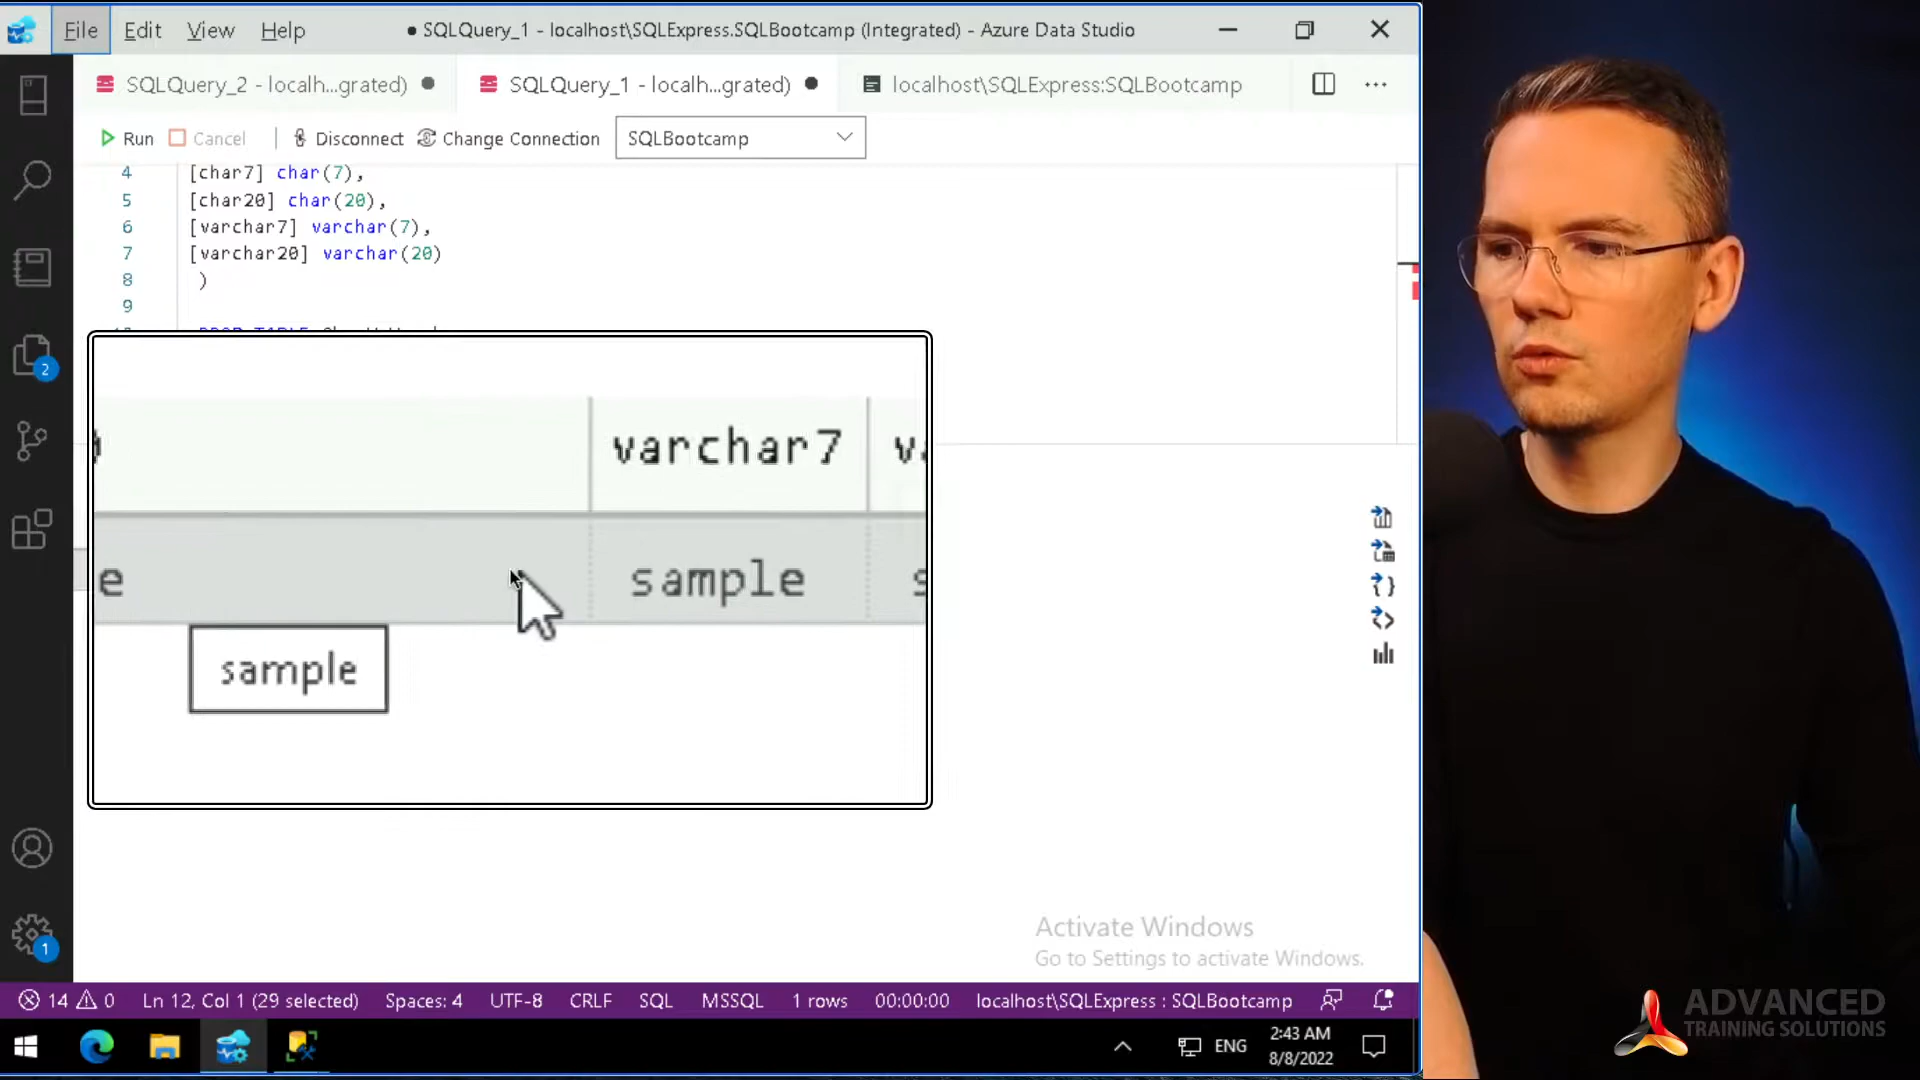 File Edit View Help
● SQLQuery_1 - localhost\SQLExpress.SQLBootcamp (Integrated) - Azure Data Studio
SQLQuery_2 - localh...grated)
SQLQuery_1 - localh...grated)
localhost\SQLExpress:SQLBootcamp
Run Cancel Disconnect Change Connection SQLBootcamp
4 [char7] char(7),
5 [char20] char(20),
6 [varchar7] varchar(7),
7 [varchar20] varchar(20)
8 )
9
varchar7
e sample
sample
2
1
Activate Windows
Go to Settings to activate Windows.
14 0 Ln 12, Col 1 (29 selected) Spaces: 4 UTF-8 CRLF SQL MSSQL 1 rows 00:00:00 localhost\SQLExpress : SQLBootcamp
ENG 2:43 AM
8/8/2022
ADVANCED
TRAINING SOLUTIONS